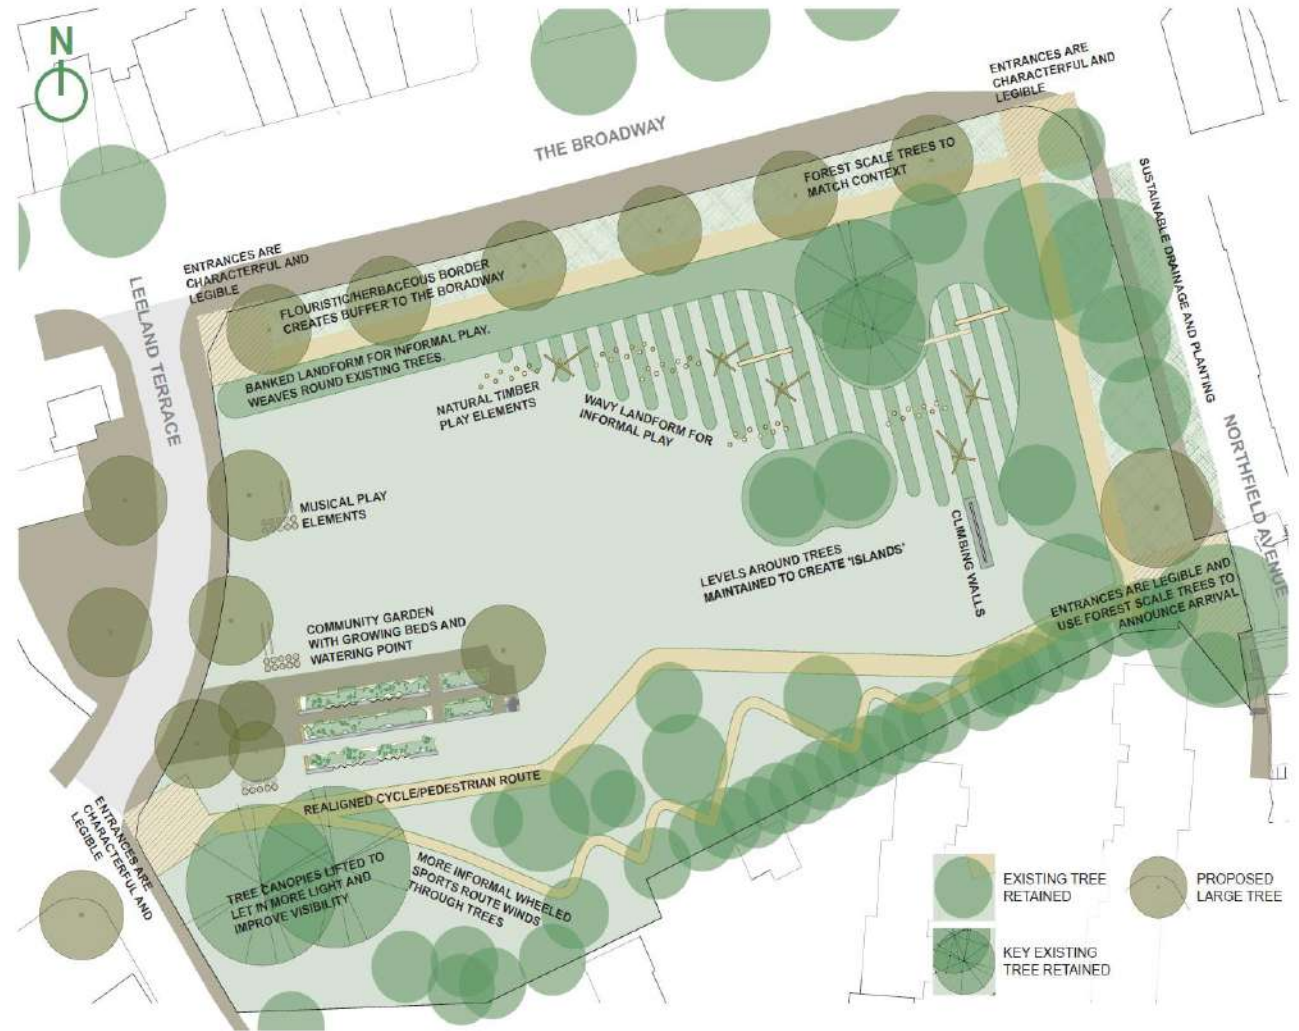 N
THE BROADWAY
ENTRANCES ARE
CHARACTERFUL AND
LEGIBLE
FOREST SCALE TREES TO
MATCH CONTEXT
SUSTAINABLE DRAINAGE AND PLANTING
ENTRANCES ARE
CHARACTERFUL AND
LEGIBLE
FLOURISTIC/HERBACEOUS BORDER
CREATES BUFFER TO THE BORADWAY
LEELAND TERRACE
BANKED LANDFORM FOR INFORMAL PLAY.
WEAVES ROUND EXISTING TREES.
NATURAL TIMBER
PLAY ELEMENTS
WAVY LANDFORM FOR
INFORMAL PLAY
NORTHFIELD AVENUE
MUSICAL PLAY
ELEMENTS
LEVELS AROUND TREES
MAINTAINED TO CREATE 'ISLANDS'
CLIMBING WALLS
ENTRANCES ARE LEGIBLE AND
USE FOREST SCALE TREES TO
ANNOUNCE ARRIVAL
COMMUNITY GARDEN
WITH GROWING BEDS AND
WATERING POINT
REALIGNED CYCLE/PEDESTRIAN ROUTE
ENTRANCES ARE
CHARACTERFUL AND
LEGIBLE
TREE CANOPIES LIFTED TO
LET IN MORE LIGHT AND
IMPROVE VISIBILITY
MORE INFORMAL WHEELED
SPORTS ROUTE WINDS
THROUGH TREES
EXISTING TREE
RETAINED
PROPOSED
LARGE TREE
KEY EXISTING
TREE RETAINED